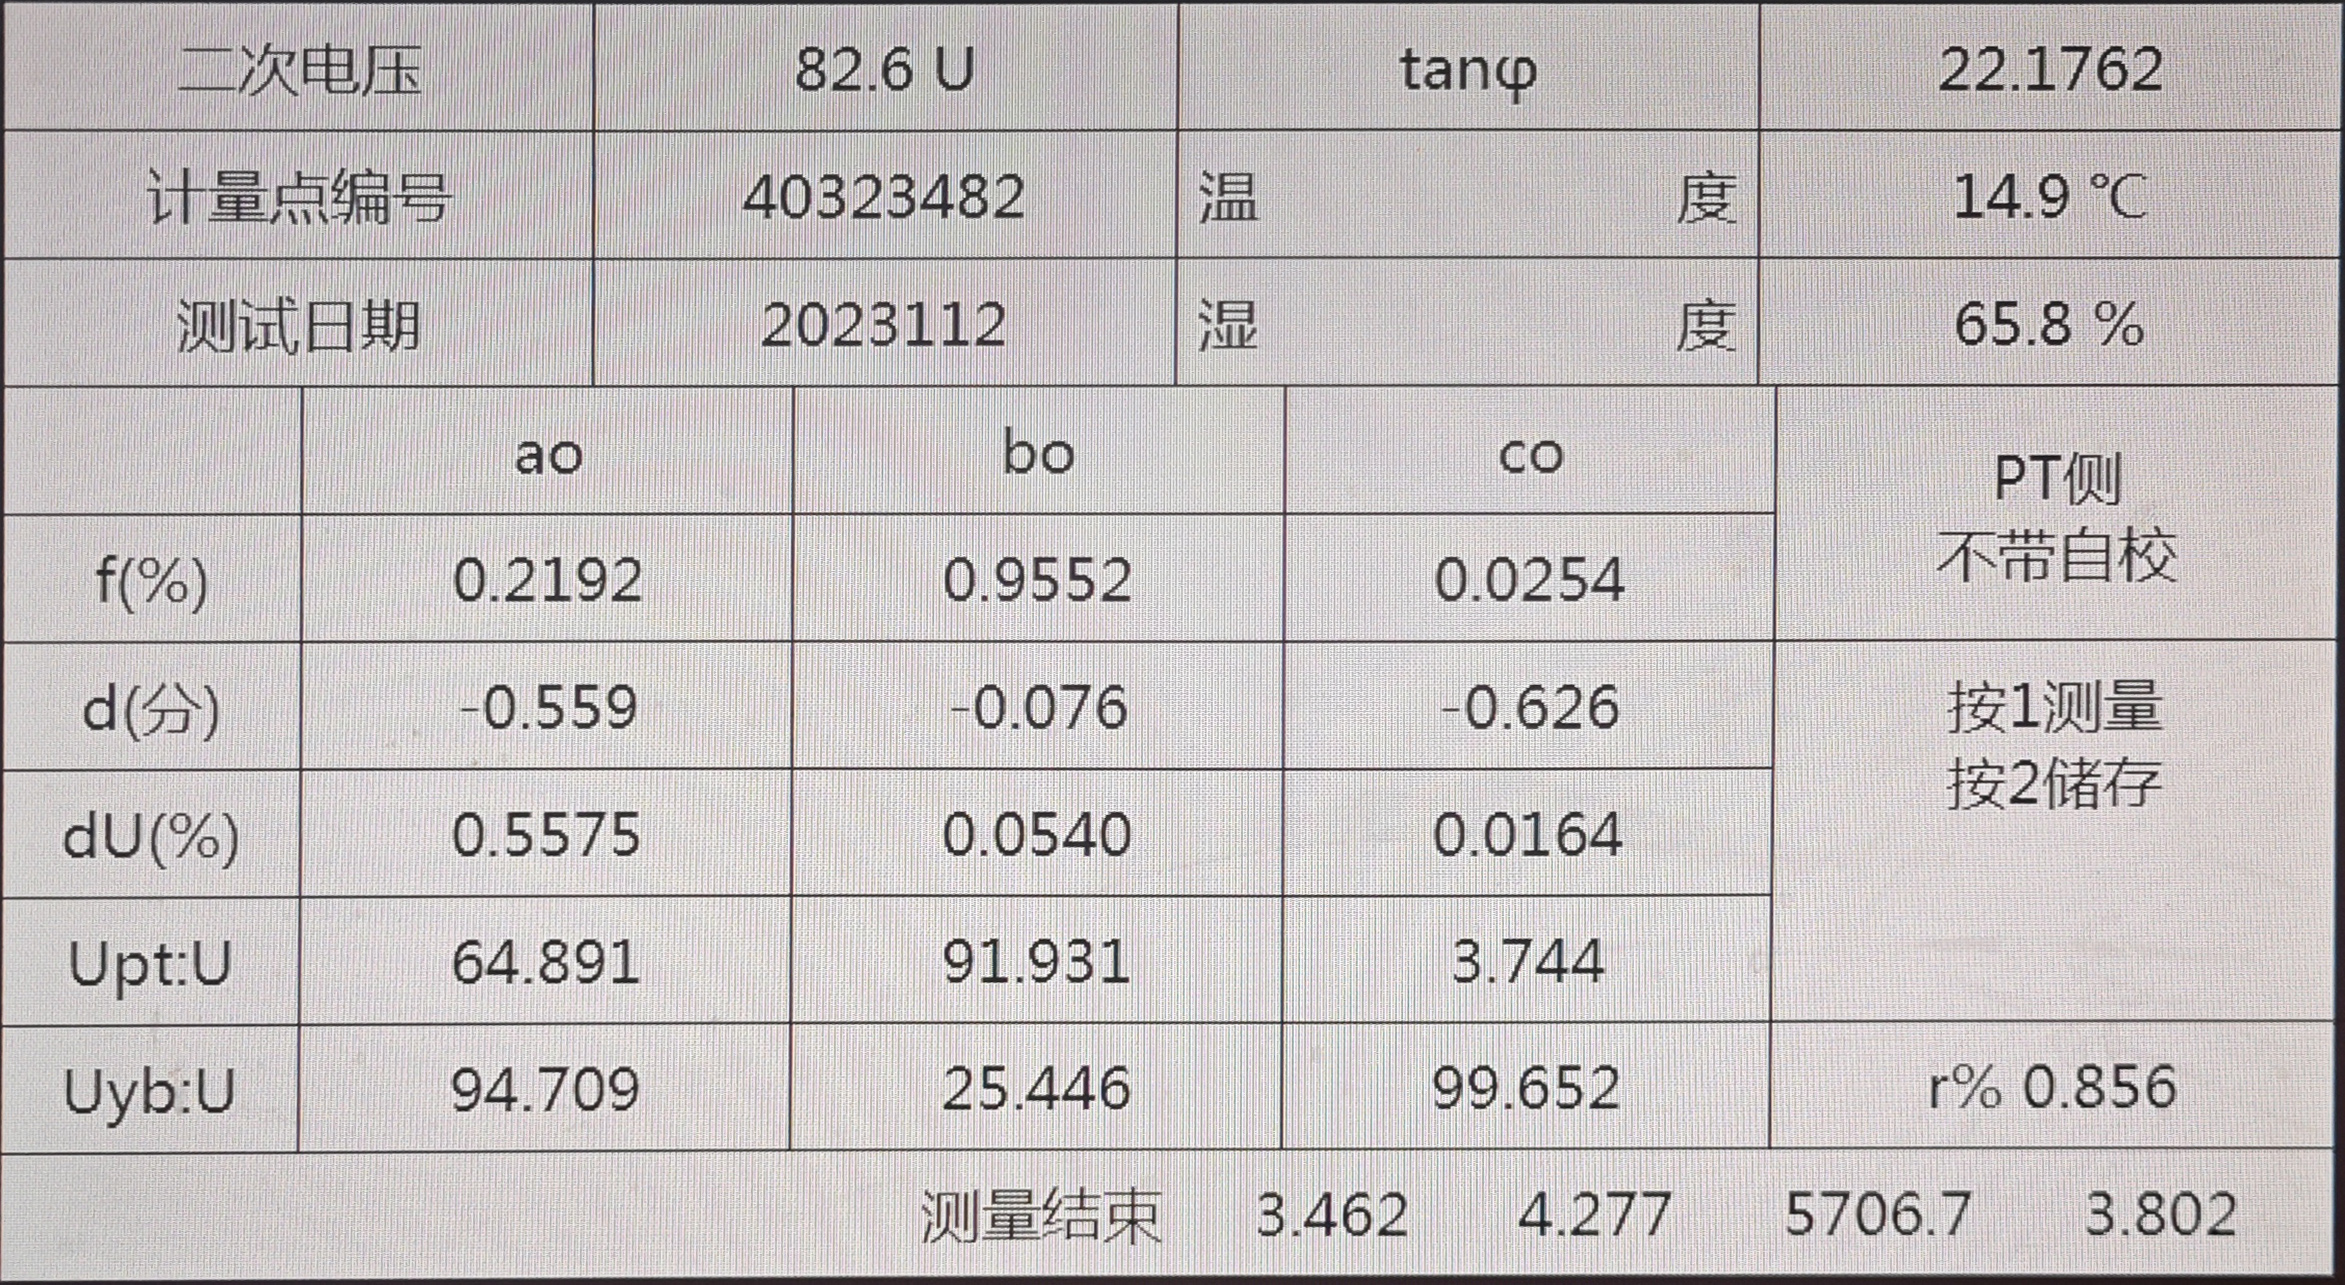 二次电压 82.6 U tanφ 22.1762
计量点编号 40323482 温 度 14.9 ℃
测试日期 2023112 湿 度 65.8 %
ao bo co
PT侧
不带自校
f(%) 0.2192 0.9552 0.0254
d(分) -0.559 -0.076 -0.626
按1测量
按2储存
dU(%) 0.5575 0.0540 0.0164
Upt:U 64.891 91.931 3.744
Uyb:U 94.709 25.446 99.652 r% 0.856
测量结束 3.462 4.277 5706.7 3.802